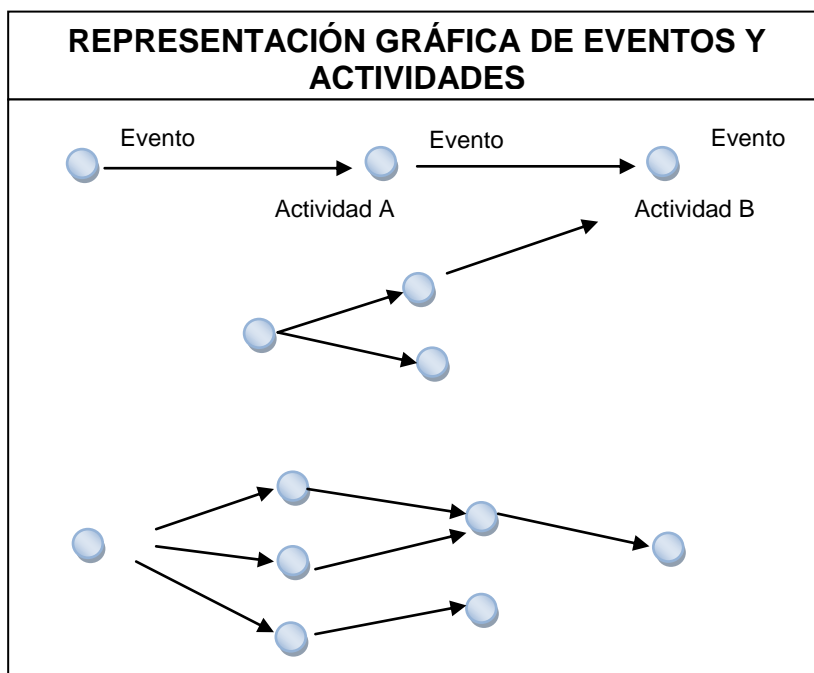 REPRESENTACIÓN GRÁFICA DE EVENTOS Y
ACTIVIDADES
Evento Evento Evento
Actividad A Actividad B